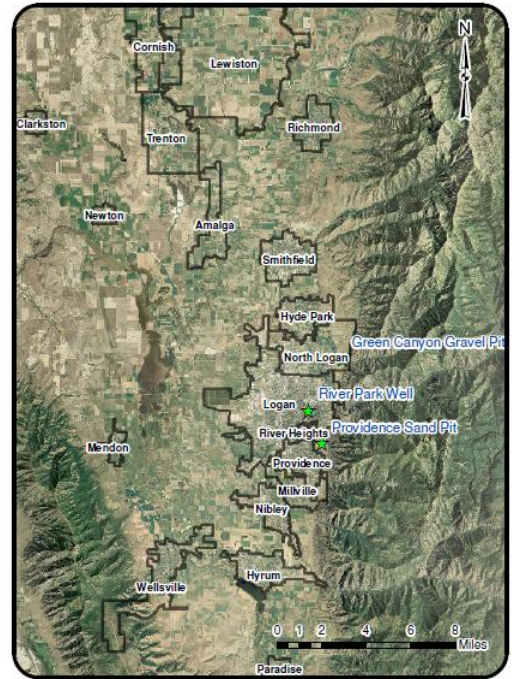 N
Cornish
Lewiston
Clarkston
Richmond
Trenton
Newton
Amalga
Smithfield
Hyde Park
Green Canyon Gravel Pit
North Logan
River Park Well
Logan
Providence Sand Pit
River Heights
Mendon
Providence
Millville
Nibley
Hyrum
Wellsville
0 1 2 4 6 8
Miles
Paradise